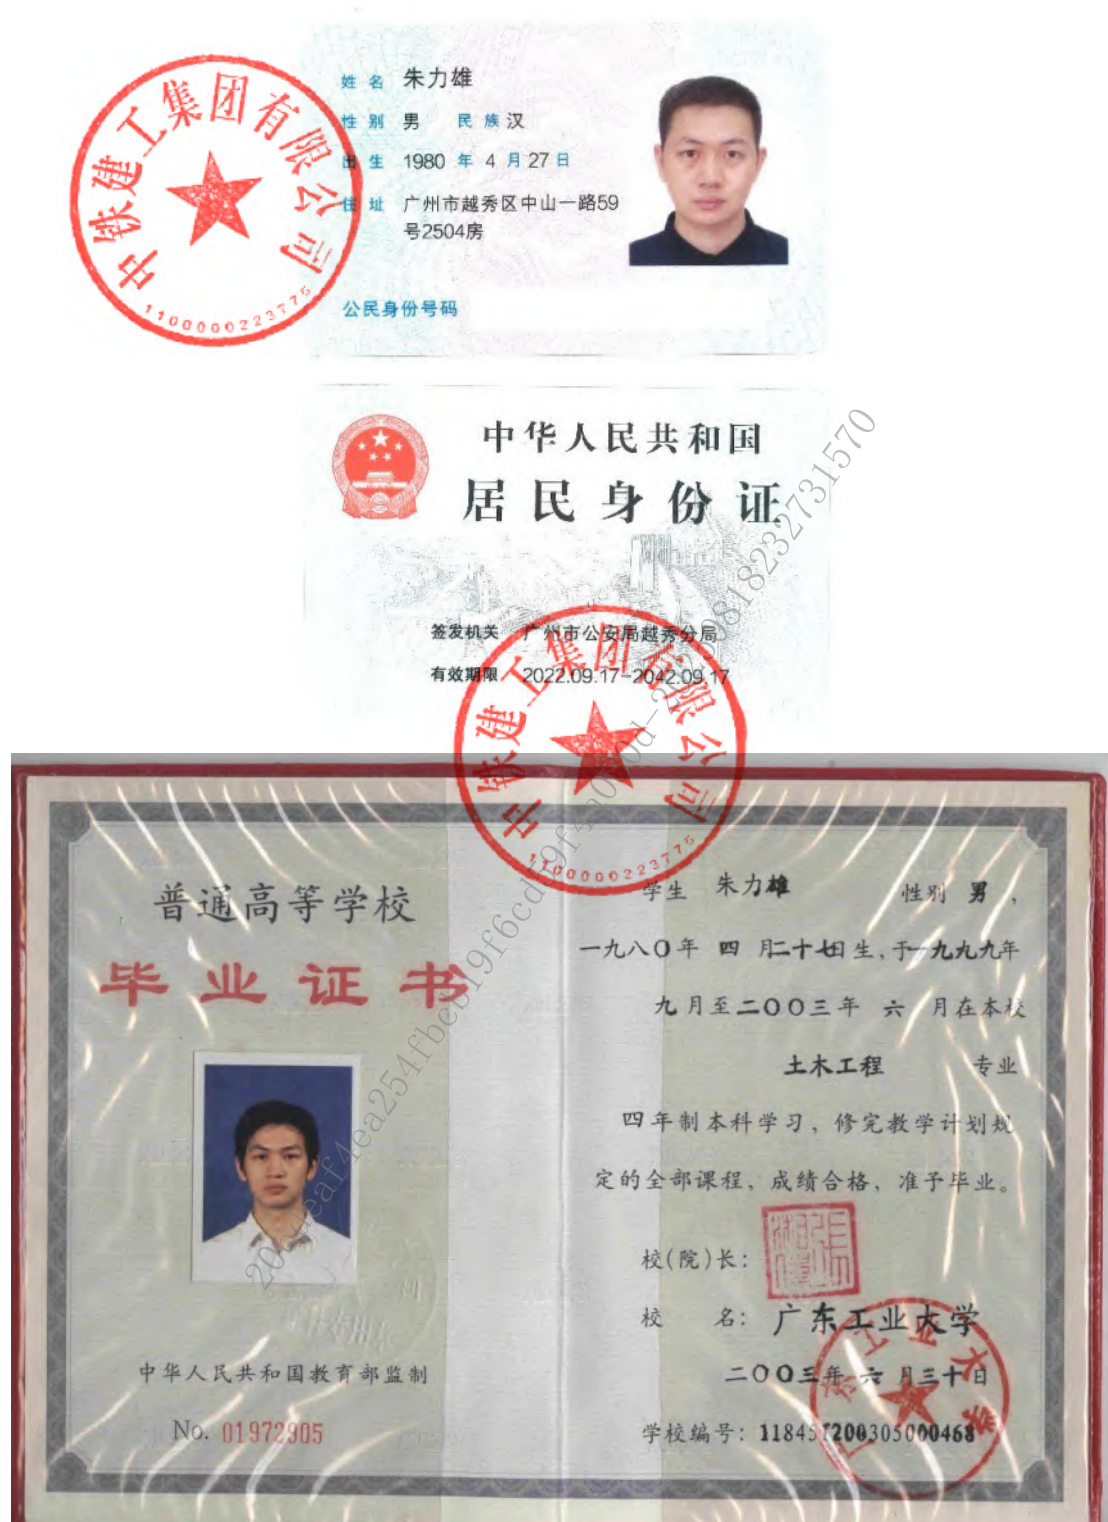 姓名 朱力雄
性别 男 民族 汉
出生 1980 年 4 月 27 日
住址 广州市越秀区中山一路59
号2504房
公民身份号码
中铁建工集团有限公司
1100000223775
中华人民共和国
居民身份证
签发机关 广州市公安局越秀分局
有效期限 2022.09.17-2042.09.17
中铁建工集团有限公司
1100000223775
普通高等学校
毕业证书
中华人民共和国教育部监制
No. 01972905
学生 朱力雄 性别 男,
一九八〇年 四 月二十七日生,于一九九九年
九月至二〇〇三年 六 月在本校
土木工程 专业
四年制本科学习,修完教学计划规
定的全部课程,成绩合格,准予毕业。
校(院)长:
校 名: 广东工业大学
二〇〇三年 六 月三十日
学校编号: 118451200305000468
广东工业大学